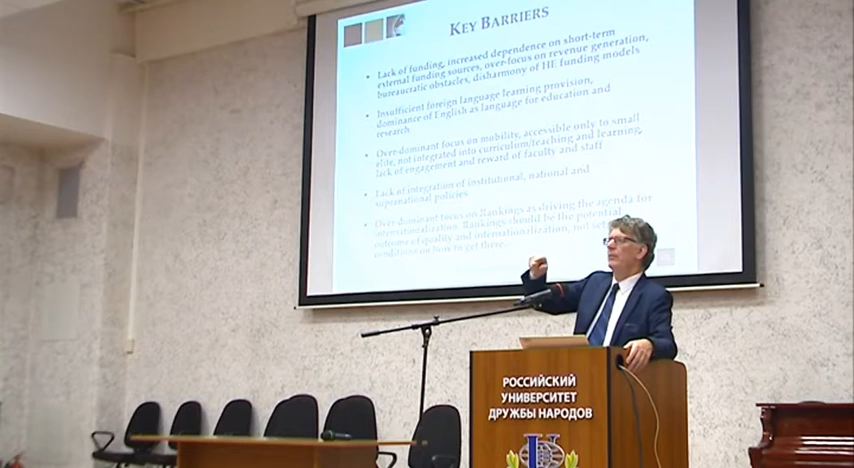 KEY BARRIERS
• Lack of funding, increased dependence on short-term
external funding sources, over-focus on revenue generation,
bureaucratic obstacles, disharmony of HE funding models
• Insufficient foreign language learning provision,
dominance of English as language for education and
research
• Over-dominant focus on mobility, accessible only to small
elite, not integrated into curriculum/teaching and learning,
lack of engagement and reward of faculty and staff
• Lack of integration of institutional, national and
supranational policies
• Over-dominant focus on Rankings as driving the agenda for
internationalization. Rankings should be the potential
outcome of quality and internationalization, not
conditions on how to get there.
РОССИЙСКИЙ
УНИВЕРСИТЕТ
ДРУЖБЫ НАРОДОВ